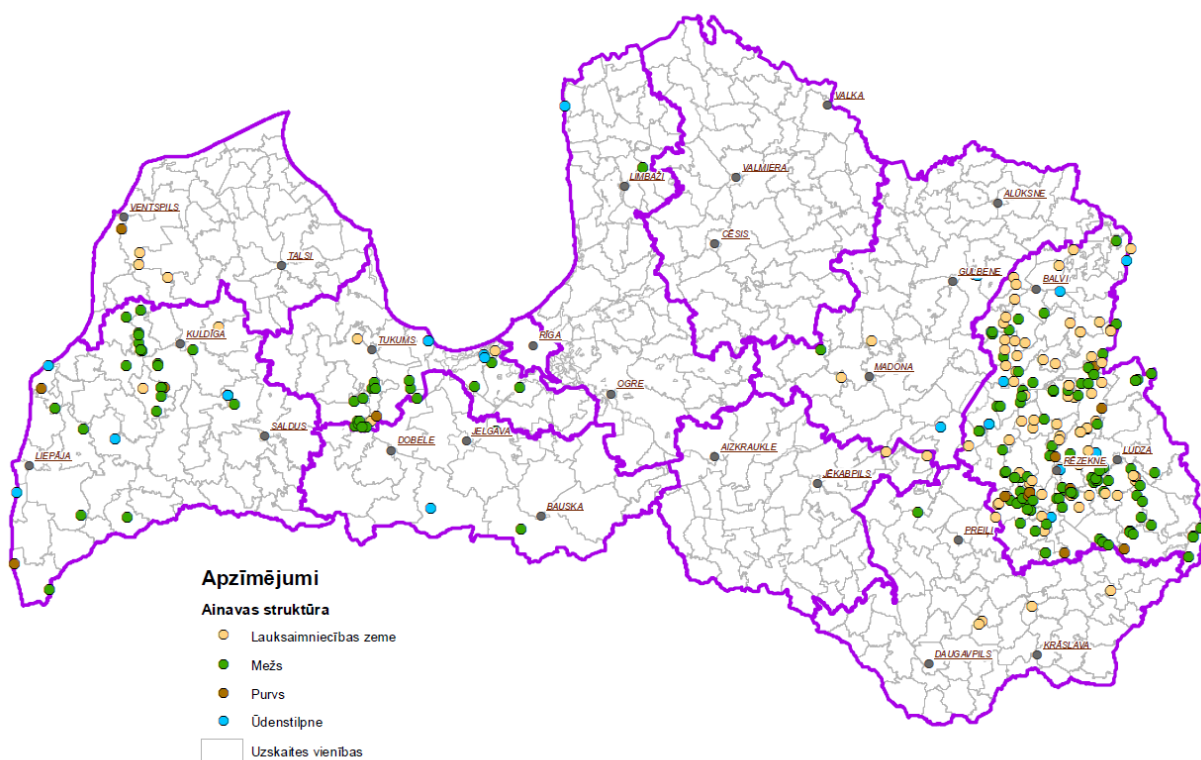 VALKA
VALMIERA
LIMBAŽI
ALŪKSNE
VENTSPILS
CĒSIS
TALSI
GULBENE
BALVI
KULDĪGA
TUKUMS
RĪGA
MADONA
OGRE
SALDUS
DOBELE
JELGAVA
AIZKRAUKLE
LIEPĀJA
RĒZEKNE
LUDZA
JĒKABPILS
BAUSKA
PREIĻI
KRĀSLAVA
DAUGAVPILS
Apzīmējumi
Ainavas struktūra
Lauksaimniecības zeme
Mežs
Purvs
Ūdenstilpne
Uzskaites vienības